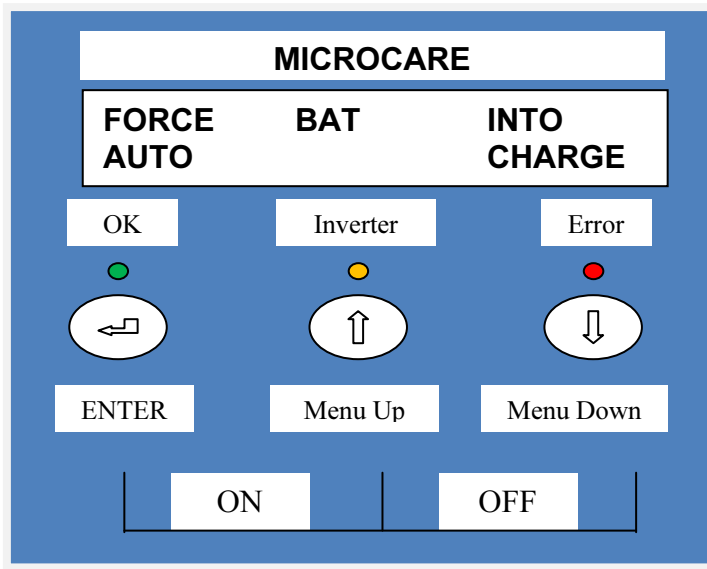 MICROCARE
FORCE BAT INTO
AUTO CHARGE
OK Inverter Error
ENTER Menu Up Menu Down
ON OFF